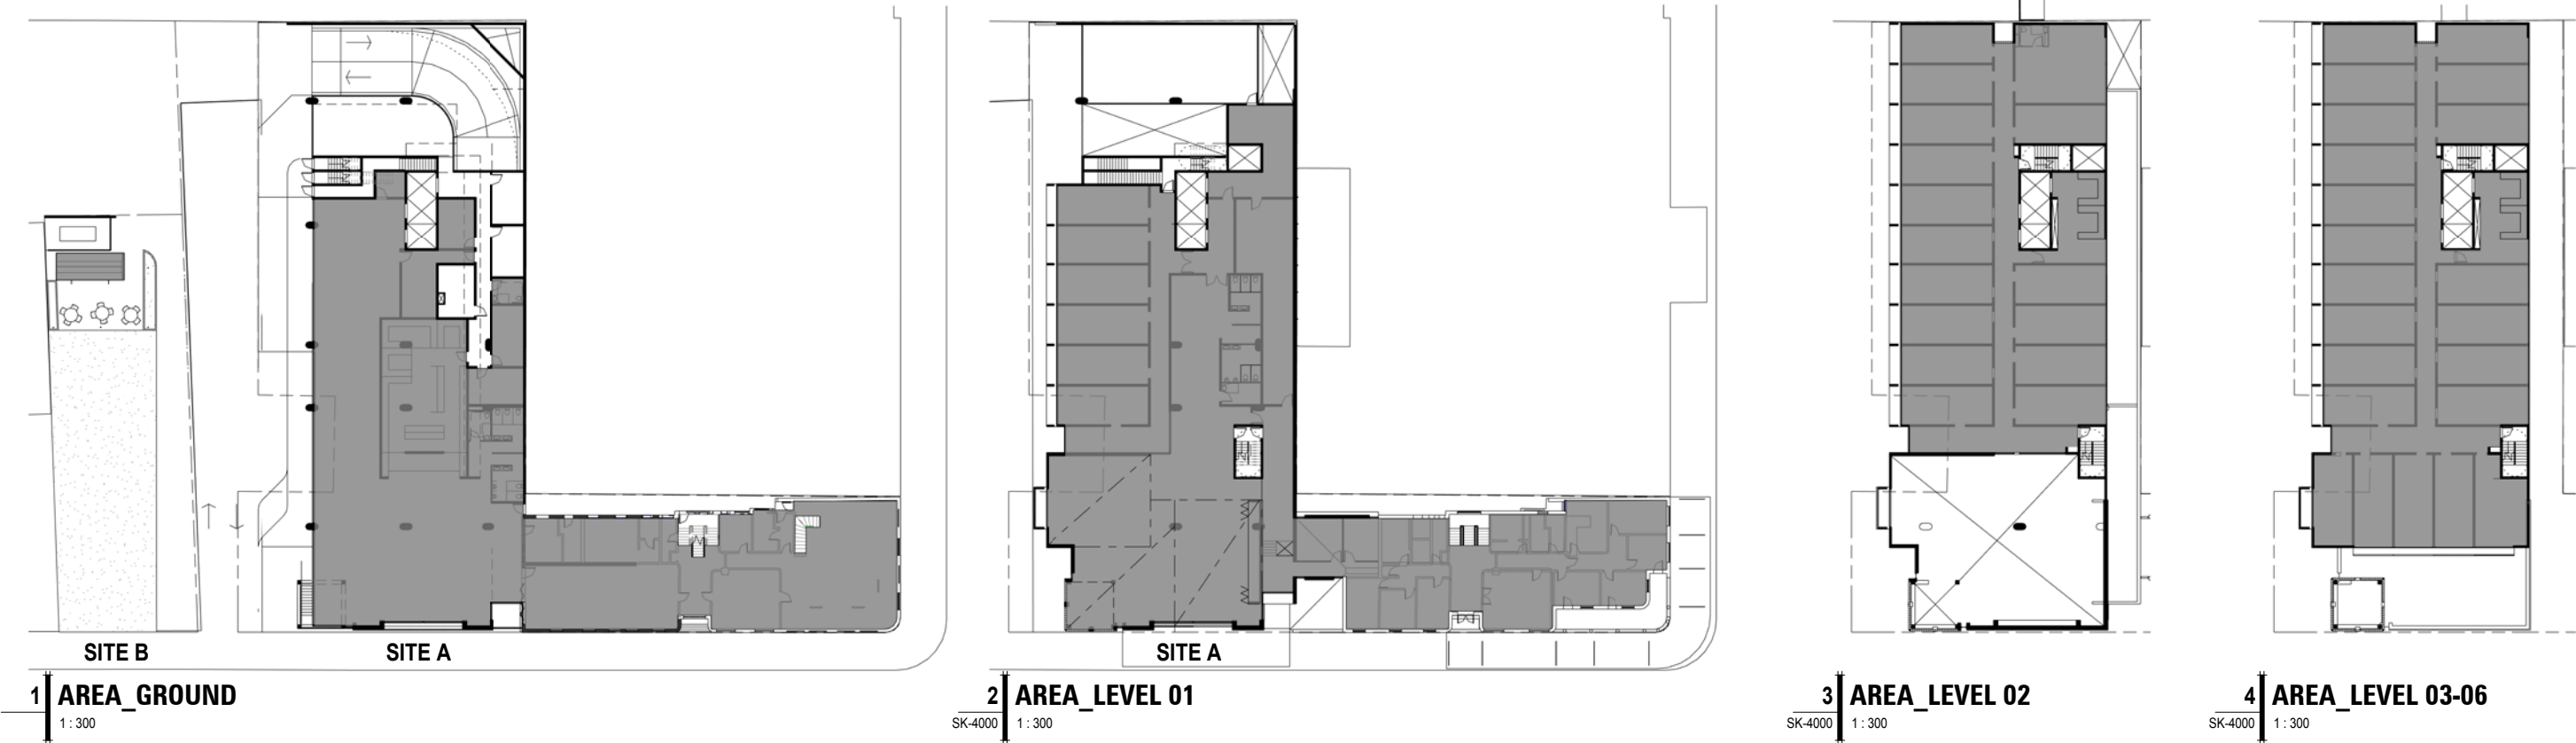 SITE B
SITE A
SITE A
1
AREA_GROUND
1 : 300
2
AREA_LEVEL 01
SK-4000
1 : 300
3
AREA_LEVEL 02
SK-4000
1 : 300
4
AREA_LEVEL 03-06
SK-4000
1 : 300